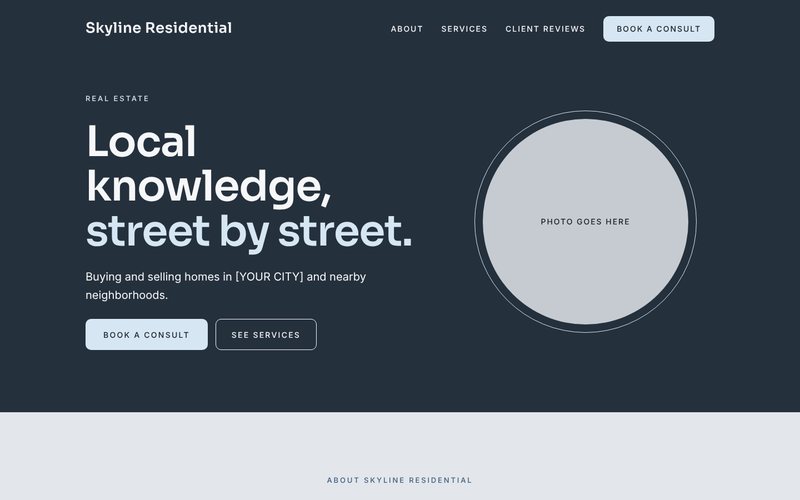 Skyline Residential
ABOUT SERVICES CLIENT REVIEWS BOOK A CONSULT
REAL ESTATE
Local
knowledge,
street by street.
PHOTO GOES HERE
Buying and selling homes in [YOUR CITY] and nearby
neighborhoods.
BOOK A CONSULT SEE SERVICES
ABOUT SKYLINE RESIDENTIAL